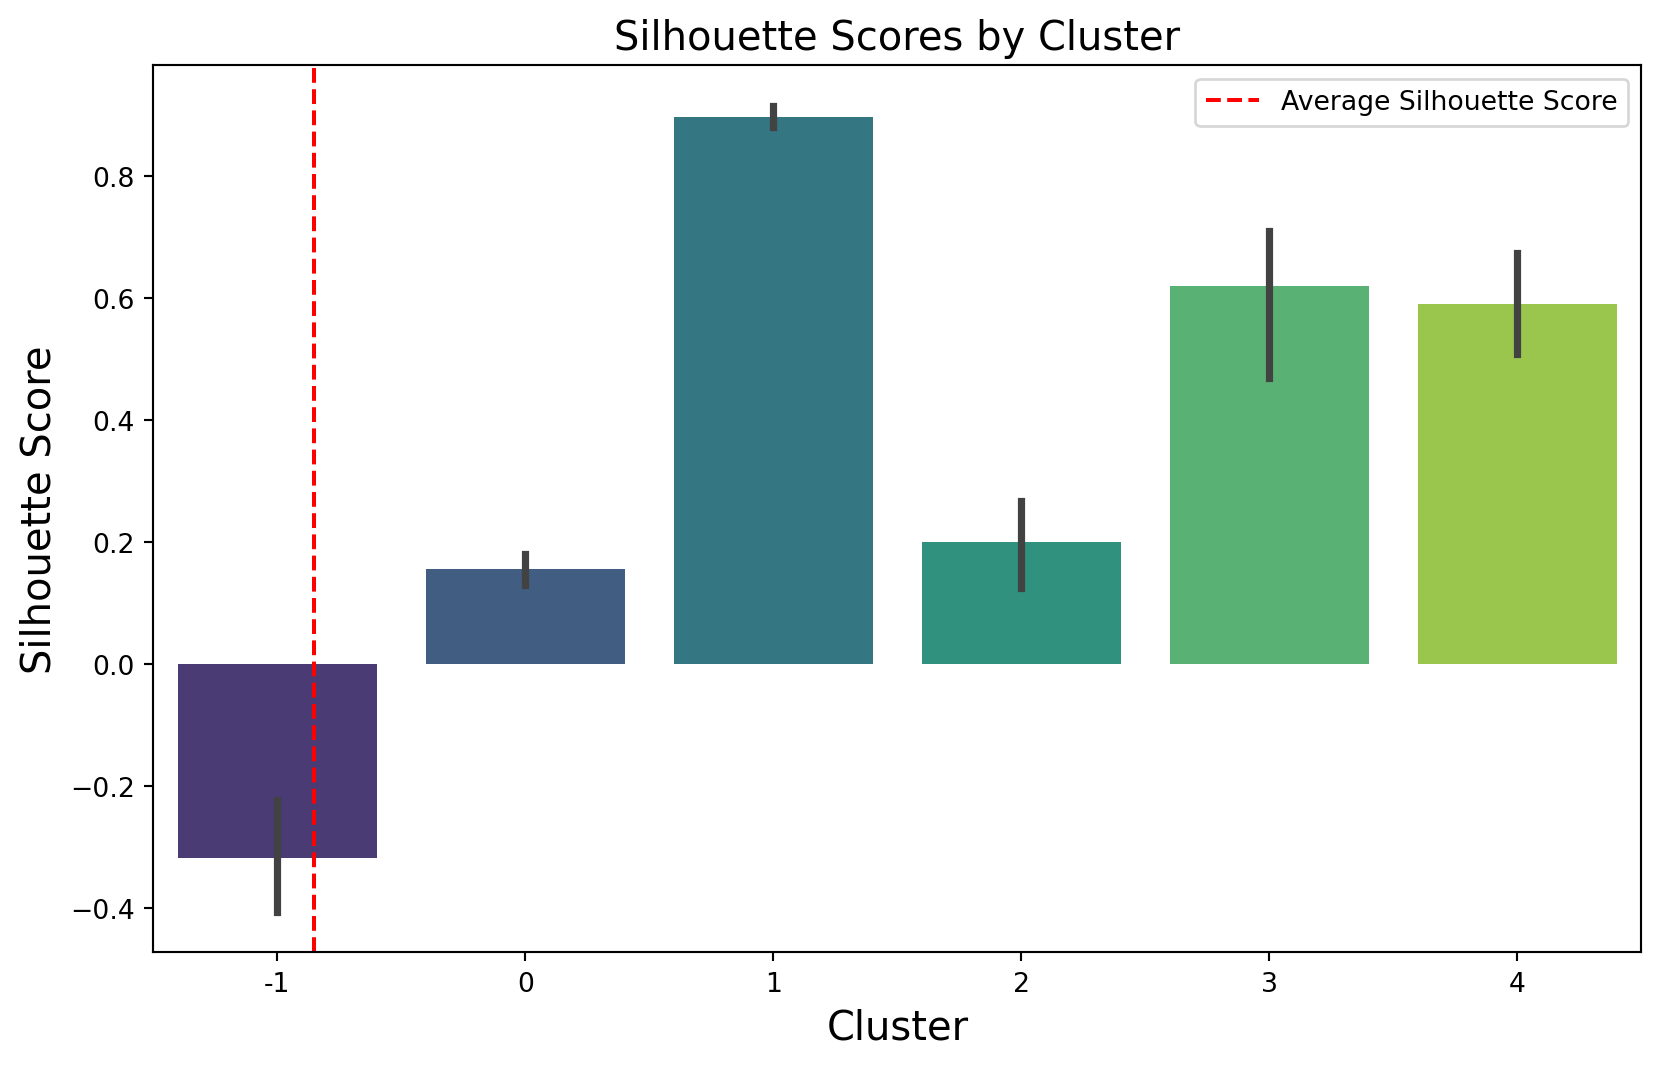 Silhouette Scores by Cluster
Average Silhouette Score
Silhouette Score
0.8
0.6
0.4
0.2
0.0
−0.2
−0.4
-1 0 1 2 3 4
Cluster